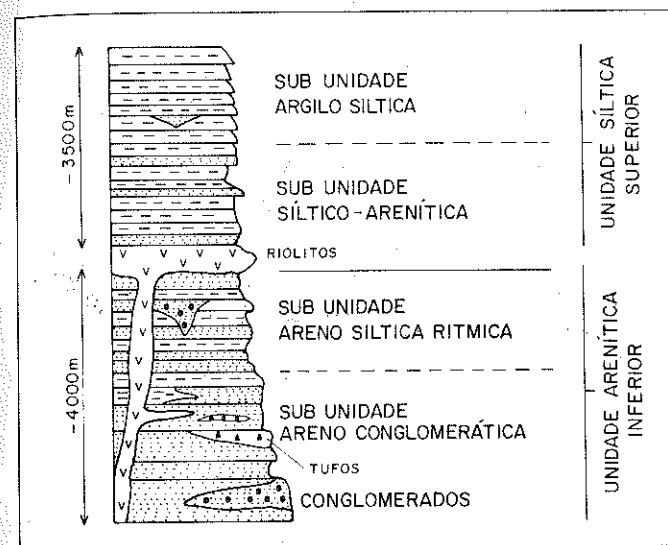 SUB UNIDADE
ARGILO SILTICA
SUB UNIDADE
SÍLTICO-ARENÍTICA
RIOLITOS
SUB UNIDADE
ARENO SILTICA RITMICA
SUB UNIDADE
ARENO CONGLOMERÁTICA
TUFOS
CONGLOMERADOS
~3500m
~4000m
UNIDADE SÍLTICA
SUPERIOR
UNIDADE ARENÍTICA
INFERIOR